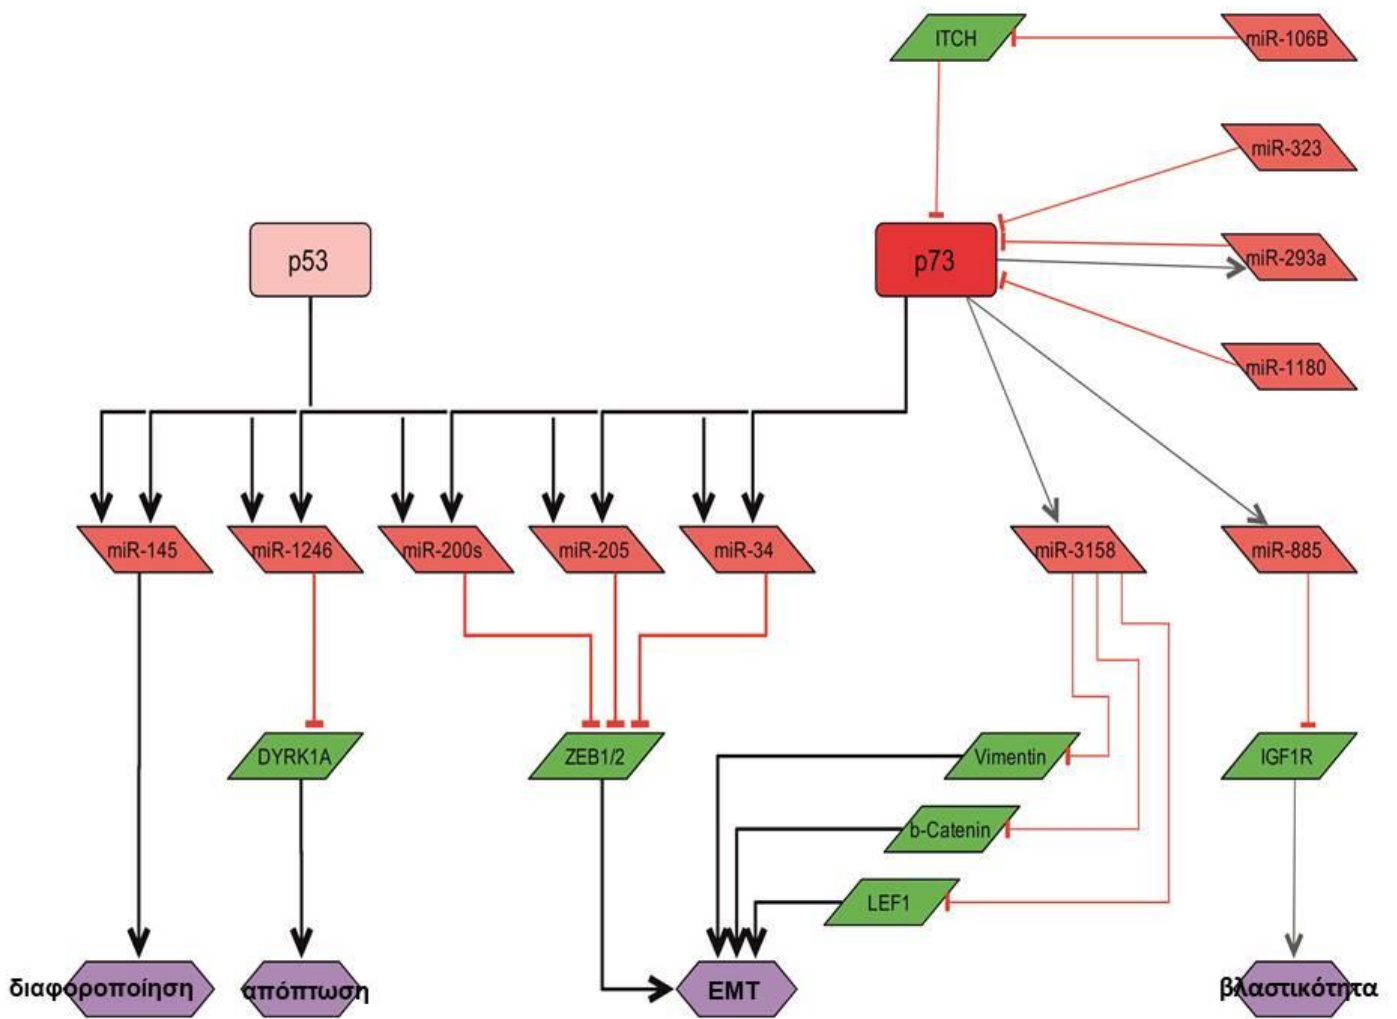 ITCH
miR-106B
miR-323
p53
p73
miR-293a
miR-1180
miR-145
miR-1246
miR-200s
miR-205
miR-34
miR-3158
miR-885
DYRK1A
ZEB1/2
Vimentin
IGF1R
b-Catenin
LEF1
διαφοροποίηση
απόπτωση
EMT
βλαστικότητα